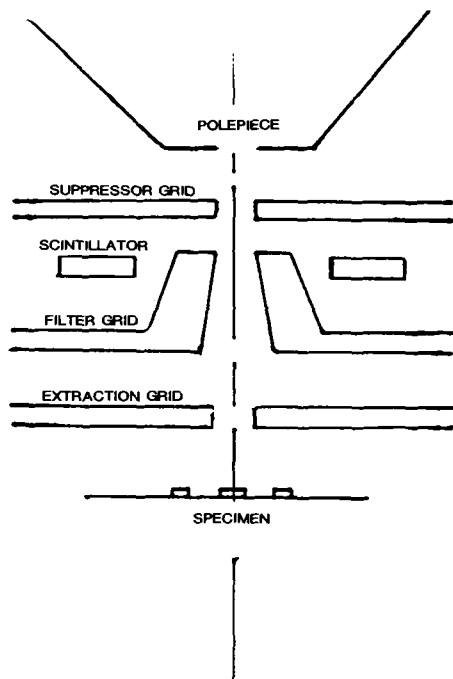 POLEPIECE
SUPPRESSOR GRID
SCINTILLATOR
FILTER GRID
EXTRACTION GRID
SPECIMEN